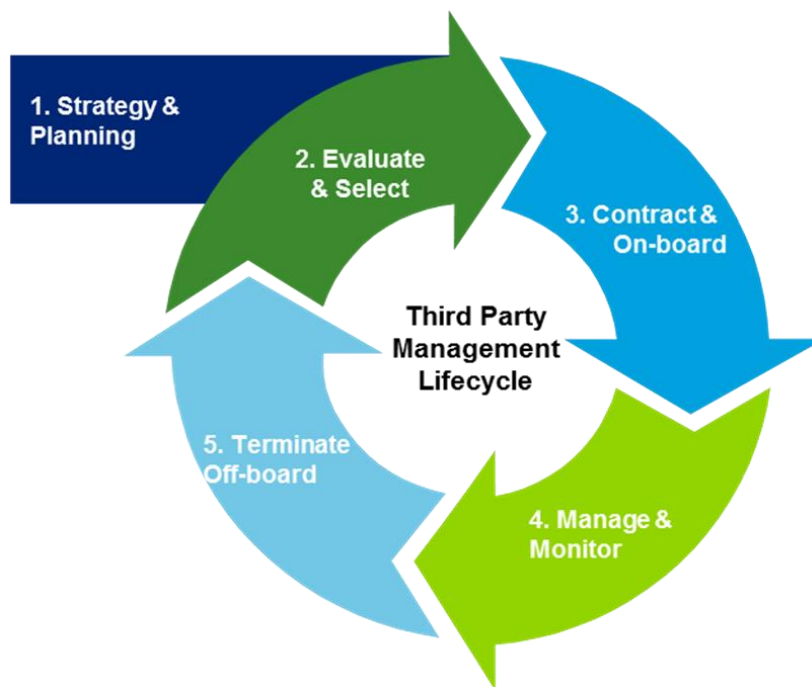 1. Strategy &
Planning
2. Evaluate
& Select
3. Contract &
On-board
Third Party
Management
Lifecycle
5. Terminate
Off-board
4. Manage &
Monitor